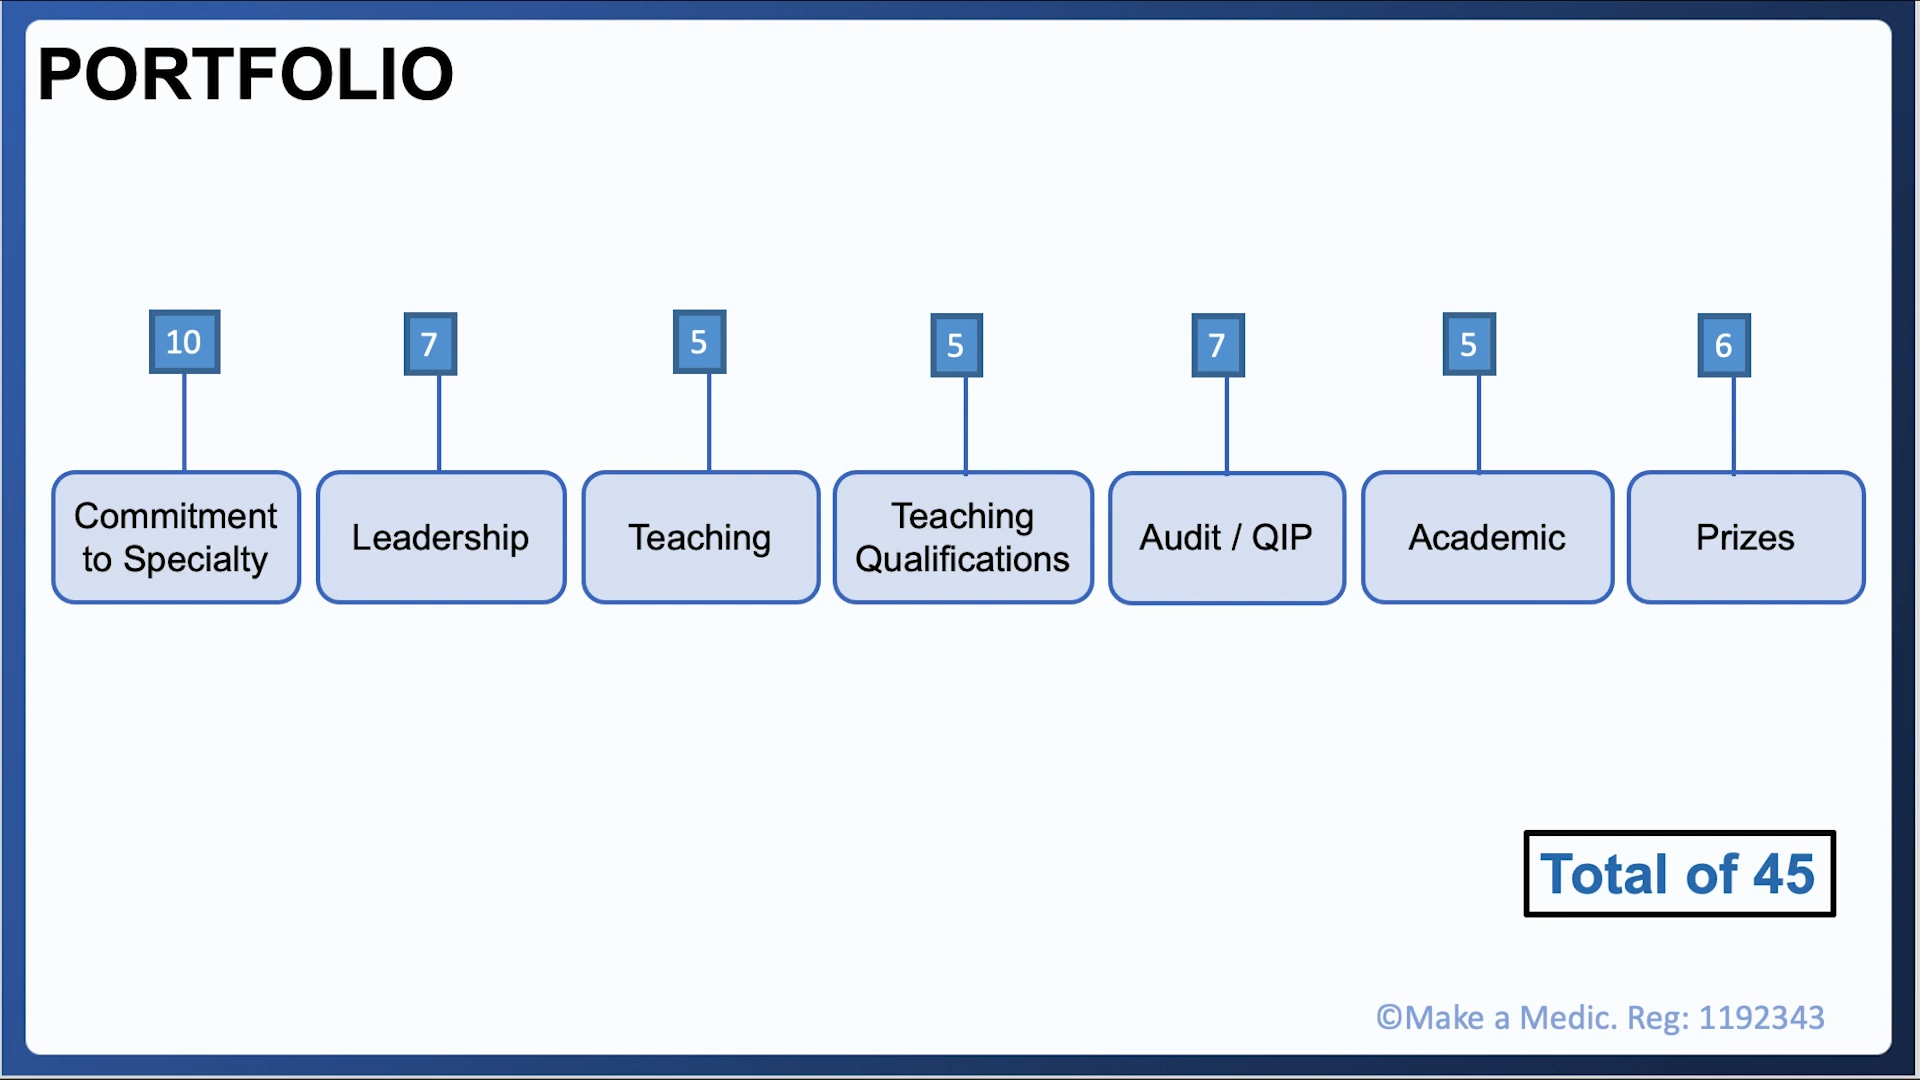 PORTFOLIO
10
7
5
5
7
5
6
Commitment
to Specialty
Leadership
Teaching
Teaching
Qualifications
Audit / QIP
Academic
Prizes
Total of 45
©Make a Medic. Reg: 1192343